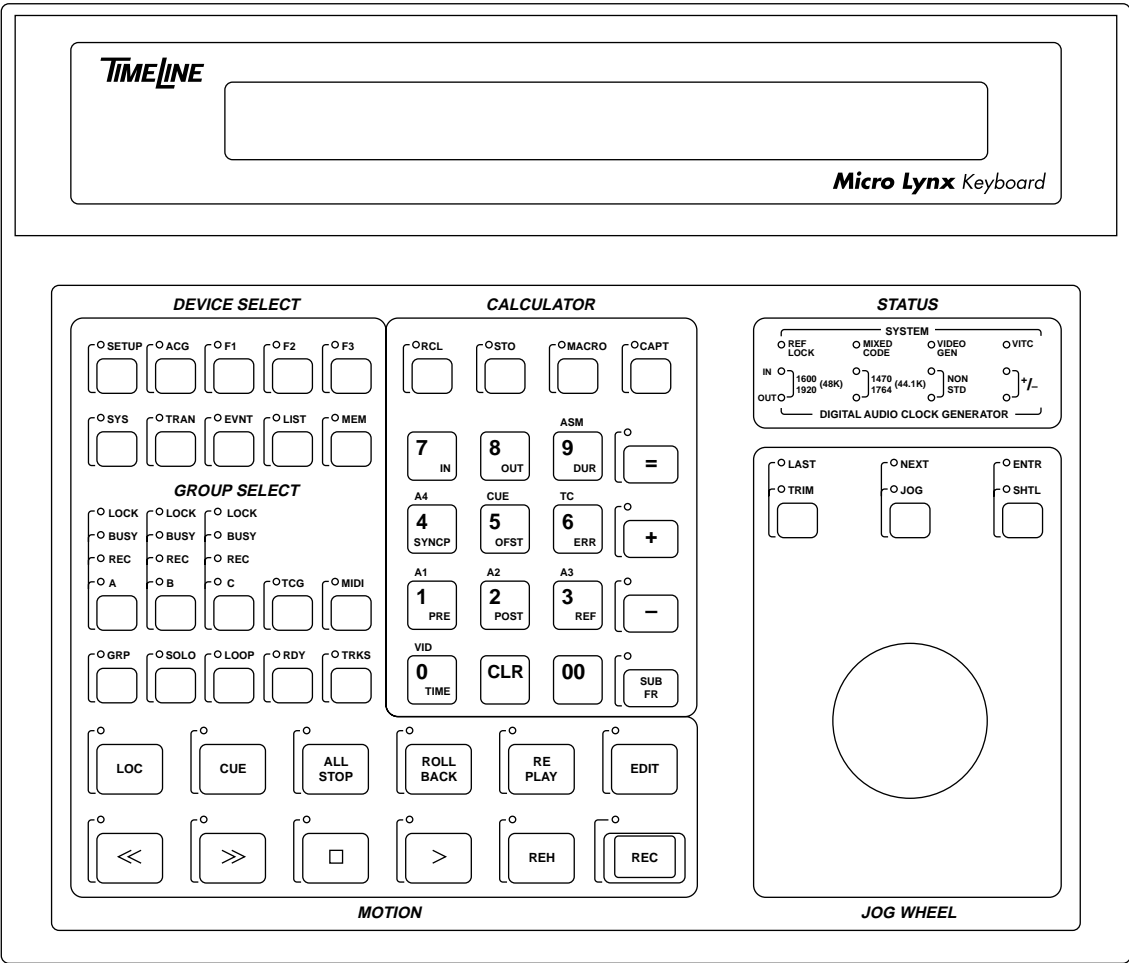 TIMELINE
Micro Lynx Keyboard
DEVICE SELECT
SETUP ACG F1 F2 F3
SYS TRAN EVNT LIST MEM
GROUP SELECT
LOCK LOCK LOCK
BUSY BUSY BUSY
REC REC REC
A B C TCG MIDI
GRP SOLO LOOP RDY TRKS
CALCULATOR
RCL STO MACRO CAPT
ASM
7 IN 8 OUT 9 DUR =
A4 CUE TC
4 SYNCP 5 OFST 6 ERR +
A1 A2 A3
1 PRE 2 POST 3 REF –
VID
0 TIME CLR 00 SUB FR
LOC CUE ALL STOP ROLL BACK RE PLAY EDIT
<< >> □ > REH REC
MOTION
STATUS
SYSTEM
REF LOCK MIXED CODE VIDEO GEN VITC
IN 1600 1920 (48K) 1470 1764 (44.1K) NON STD +/–
OUT
DIGITAL AUDIO CLOCK GENERATOR
LAST NEXT ENTR
TRIM JOG SHTL
JOG WHEEL